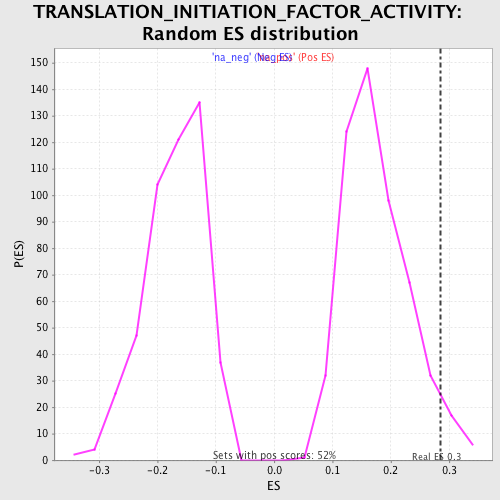 TRANSLATION_INITIATION_FACTOR_ACTIVITY:
Random ES distribution
'na_neg' (Neg ES) 'na_pos' (Pos ES)
150
140
130
120
110
100
90
80
70
60
50
40
30
20
10
0
P(ES)
Sets with pos scores: 52%
Real ES 0.3
-0.3 -0.2 -0.1 0.0 0.1 0.2 0.3
ES